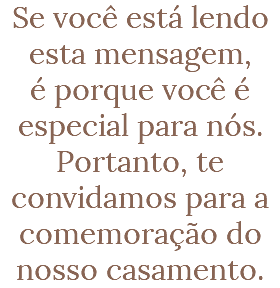 Se você está lendo
esta mensagem,
é porque você é
especial para nós.
Portanto, te
convidamos para a
comemoração do
nosso casamento.